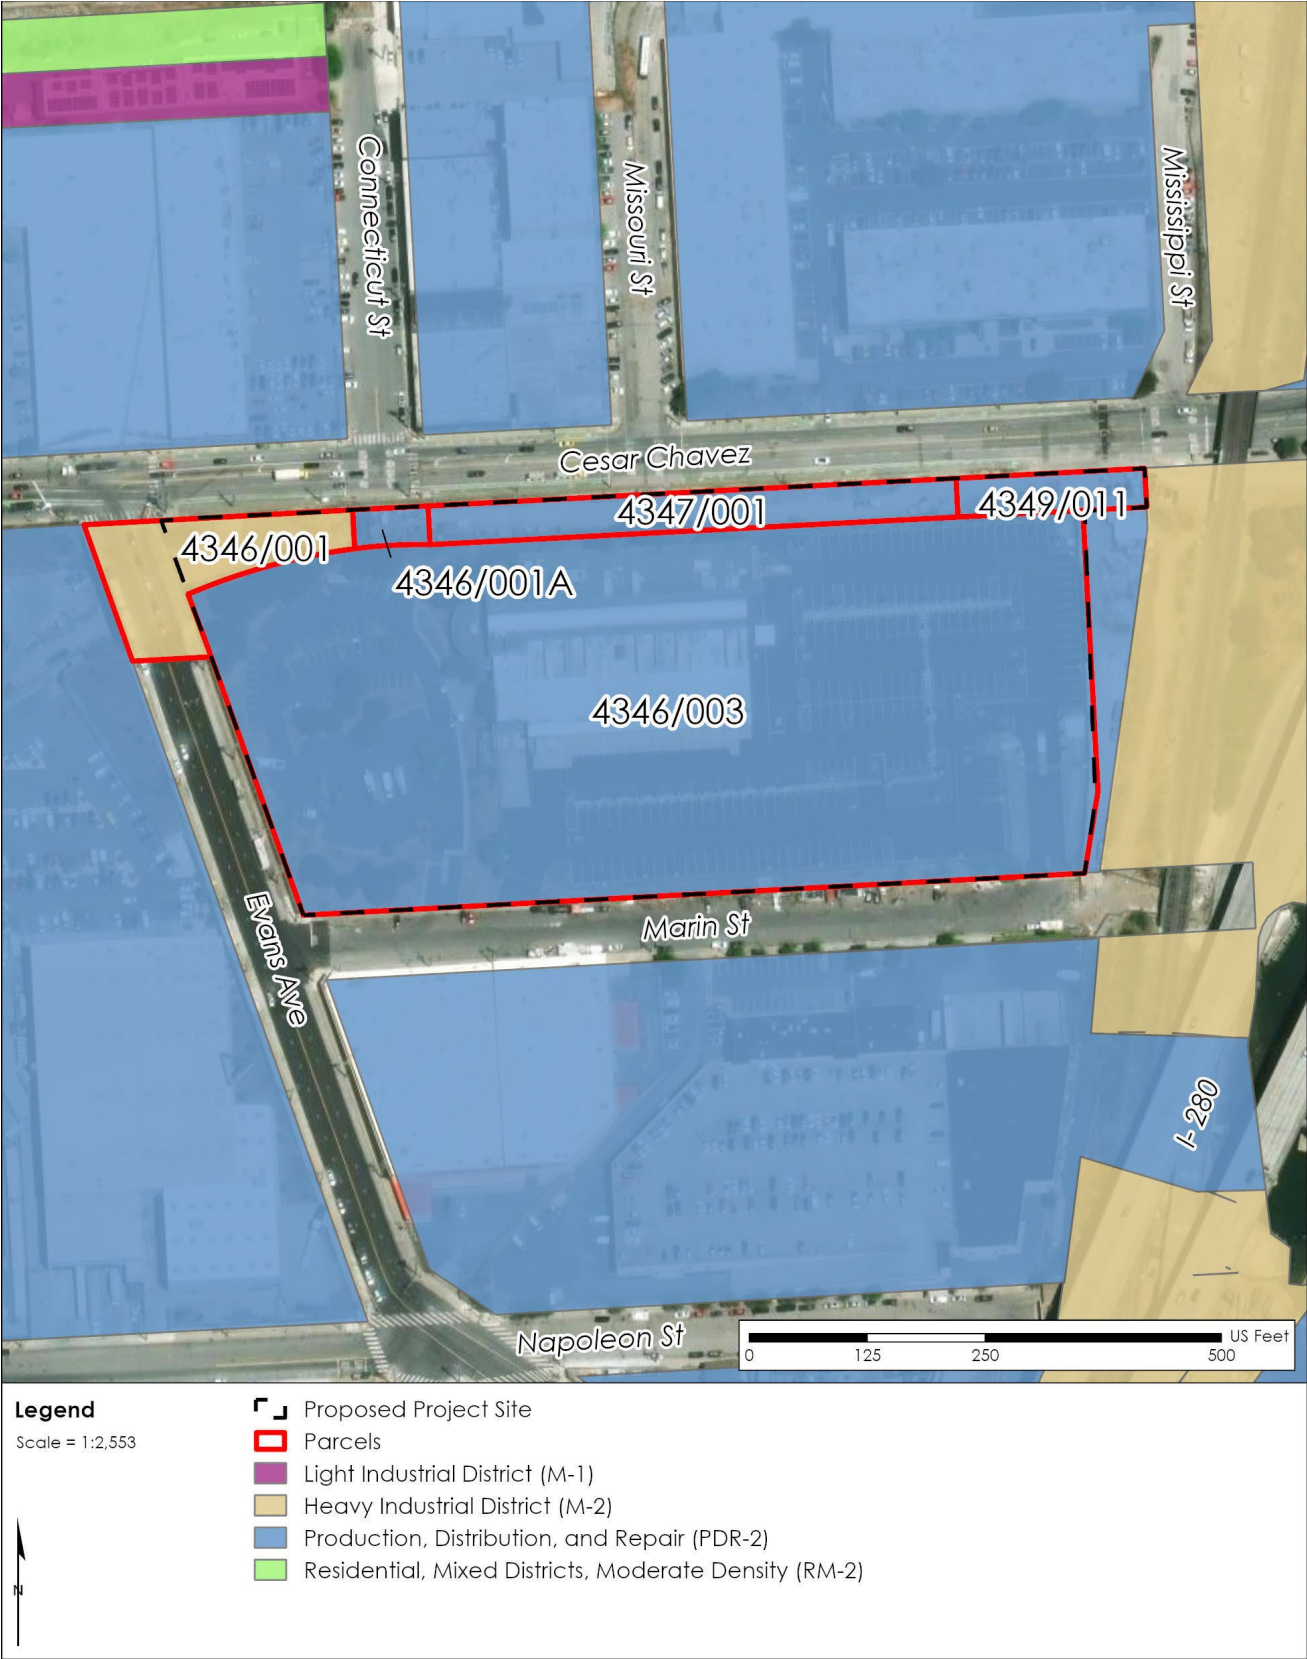 Connecticut St
Missouri St
Mississippi St
Cesar Chavez
4347/001
4349/011
4346/001
4346/001A
4346/003
Marin St
Evans Ave
I-280
Napoleon St
US Feet
0 125 250 500
Legend
Scale = 1:2,553
N
Proposed Project Site
Parcels
Light Industrial District (M-1)
Heavy Industrial District (M-2)
Production, Distribution, and Repair (PDR-2)
Residential, Mixed Districts, Moderate Density (RM-2)